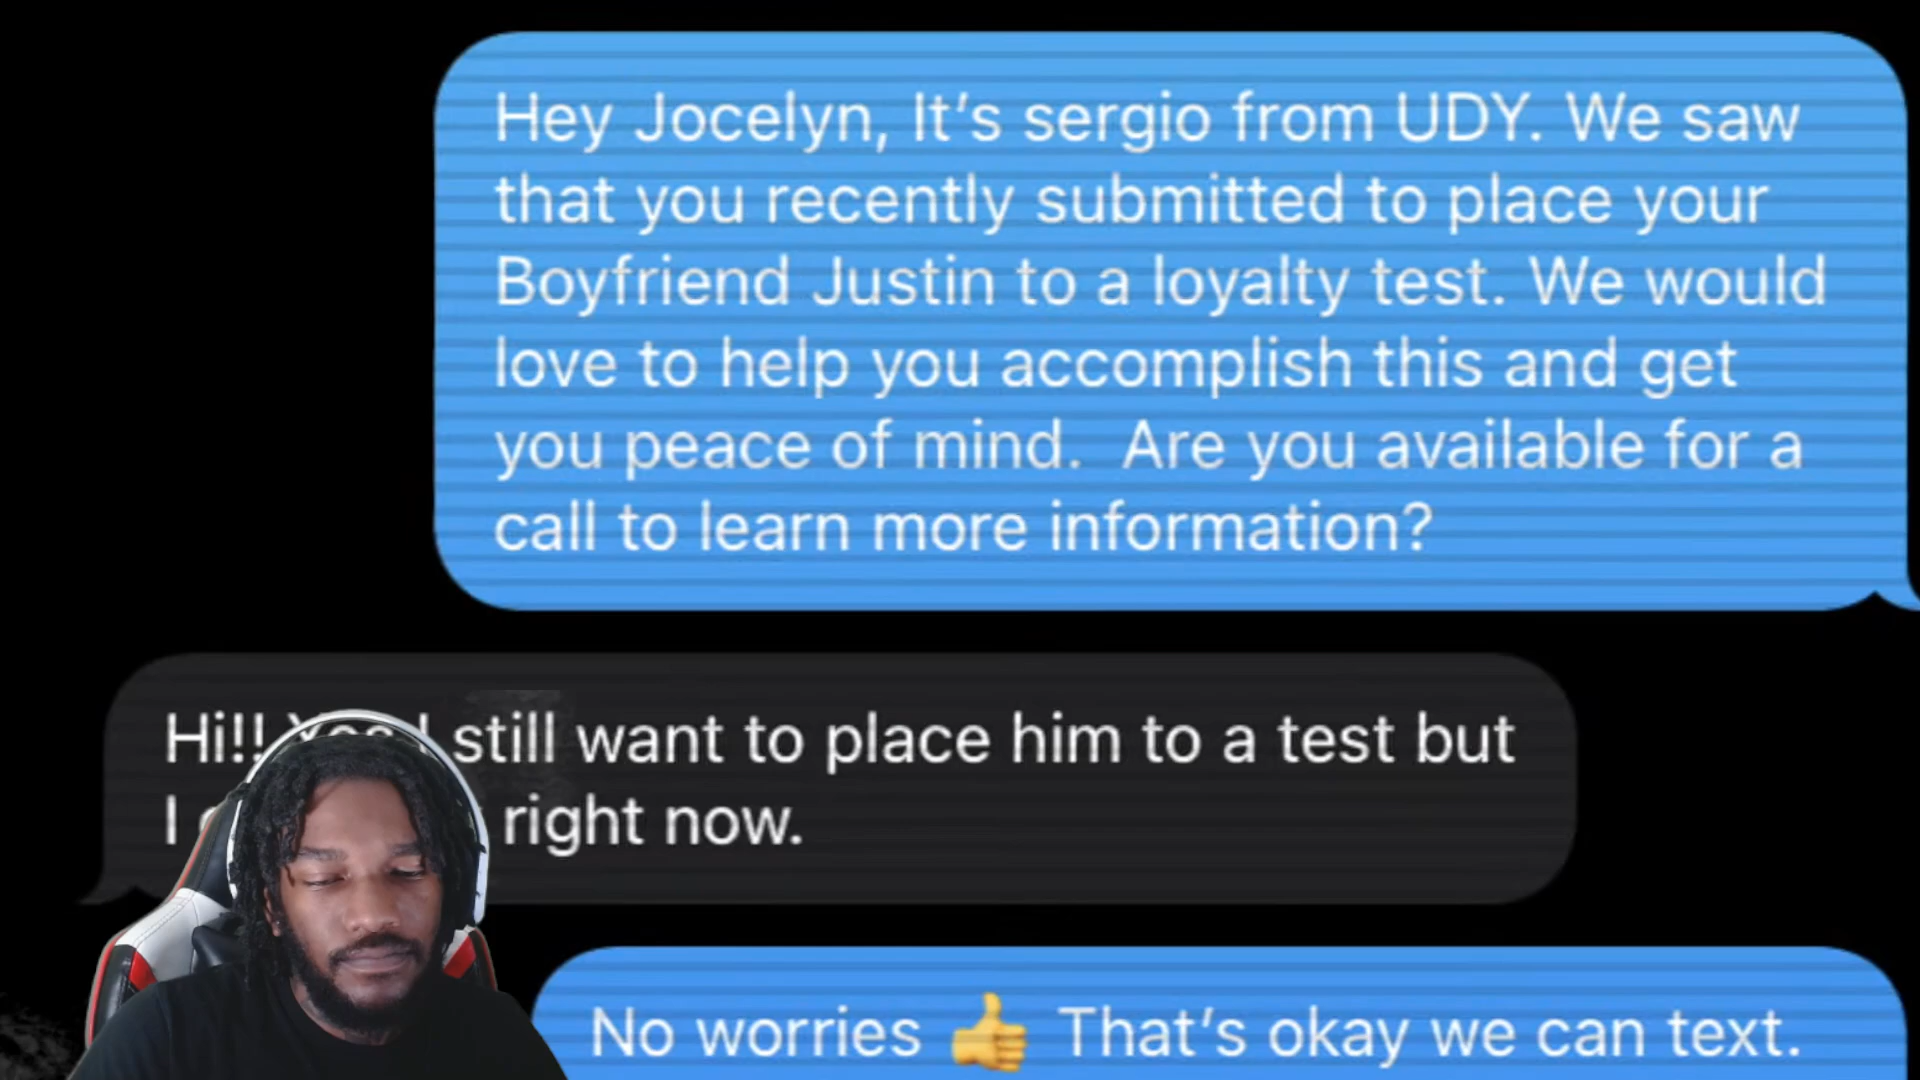 Hey Jocelyn, It's sergio from UDY. We saw
that you recently submitted to place your
Boyfriend Justin to a loyalty test. We would
love to help you accomplish this and get
you peace of mind.  Are you available for a
call to learn more information?
Hi!! Yes I still want to place him to a test but
I right now.
No worries 👍 That's okay we can text.